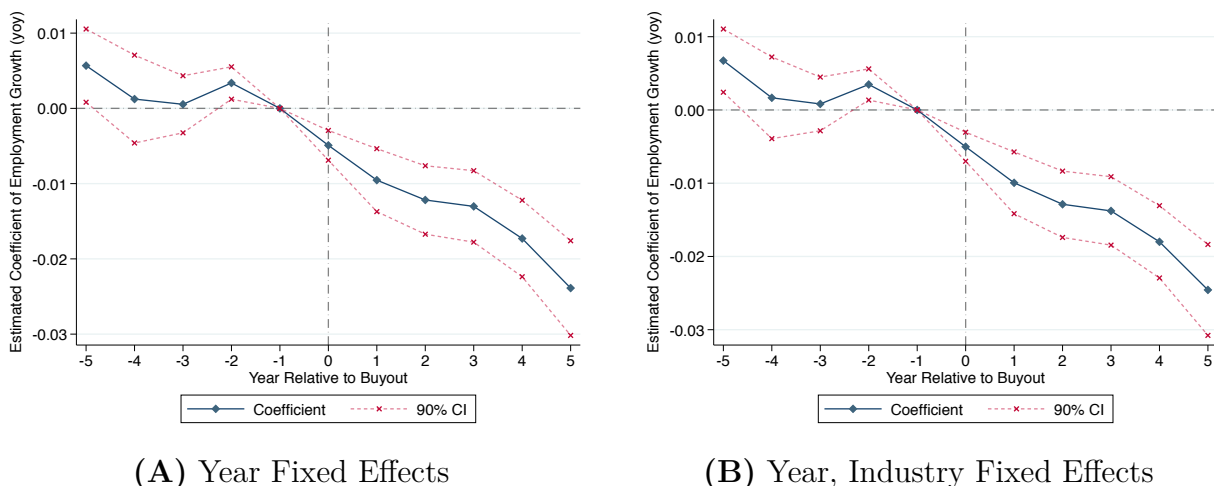 Estimated Coefficient of Employment Growth (yoy)
0.01
0.00
-0.01
-0.02
-0.03
-5 -4 -3 -2 -1 0 1 2 3 4 5
Year Relative to Buyout
Coefficient 90% CI
(A) Year Fixed Effects
Estimated Coefficient of Employment Growth (yoy)
0.01
0.00
-0.01
-0.02
-0.03
-5 -4 -3 -2 -1 0 1 2 3 4 5
Year Relative to Buyout
Coefficient 90% CI
(B) Year, Industry Fixed Effects